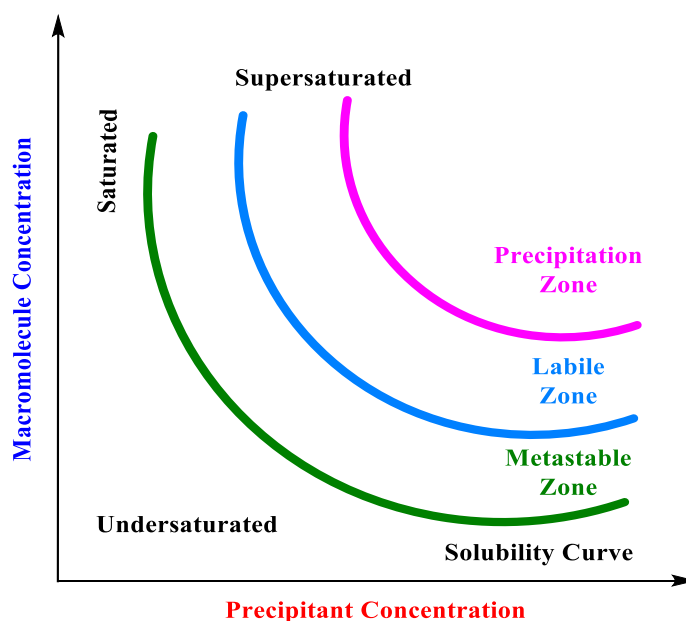 Supersaturated
Saturated
Macromolecule Concentration
Precipitation
Zone
Labile
Zone
Metastable
Zone
Undersaturated
Solubility Curve
Precipitant Concentration